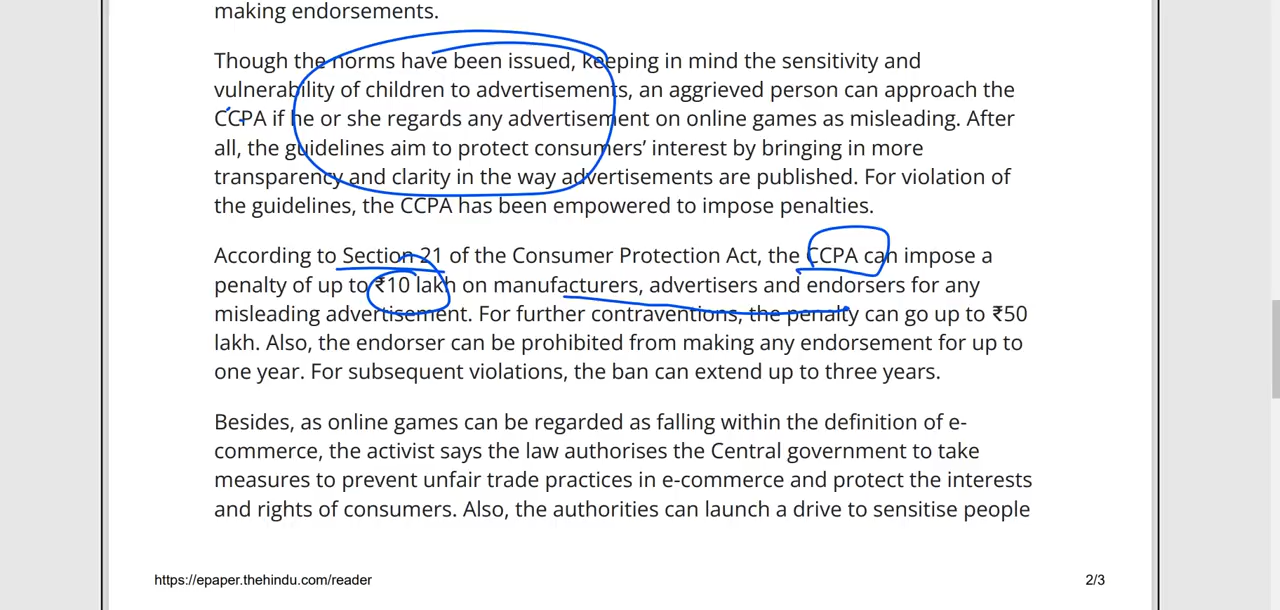 making endorsements.
Though the norms have been issued, keeping in mind the sensitivity and
vulnerability of children to advertisements, an aggrieved person can approach the
CCPA if he or she regards any advertisement on online games as misleading. After
all, the guidelines aim to protect consumers’ interest by bringing in more
transparency and clarity in the way advertisements are published. For violation of
the guidelines, the CCPA has been empowered to impose penalties.
According to Section 21 of the Consumer Protection Act, the CCPA can impose a
penalty of up to ₹10 lakh on manufacturers, advertisers and endorsers for any
misleading advertisement. For further contraventions, the penalty can go up to ₹50
lakh. Also, the endorser can be prohibited from making any endorsement for up to
one year. For subsequent violations, the ban can extend up to three years.
Besides, as online games can be regarded as falling within the definition of e-
commerce, the activist says the law authorises the Central government to take
measures to prevent unfair trade practices in e-commerce and protect the interests
and rights of consumers. Also, the authorities can launch a drive to sensitise people
https://epaper.thehindu.com/reader 2/3